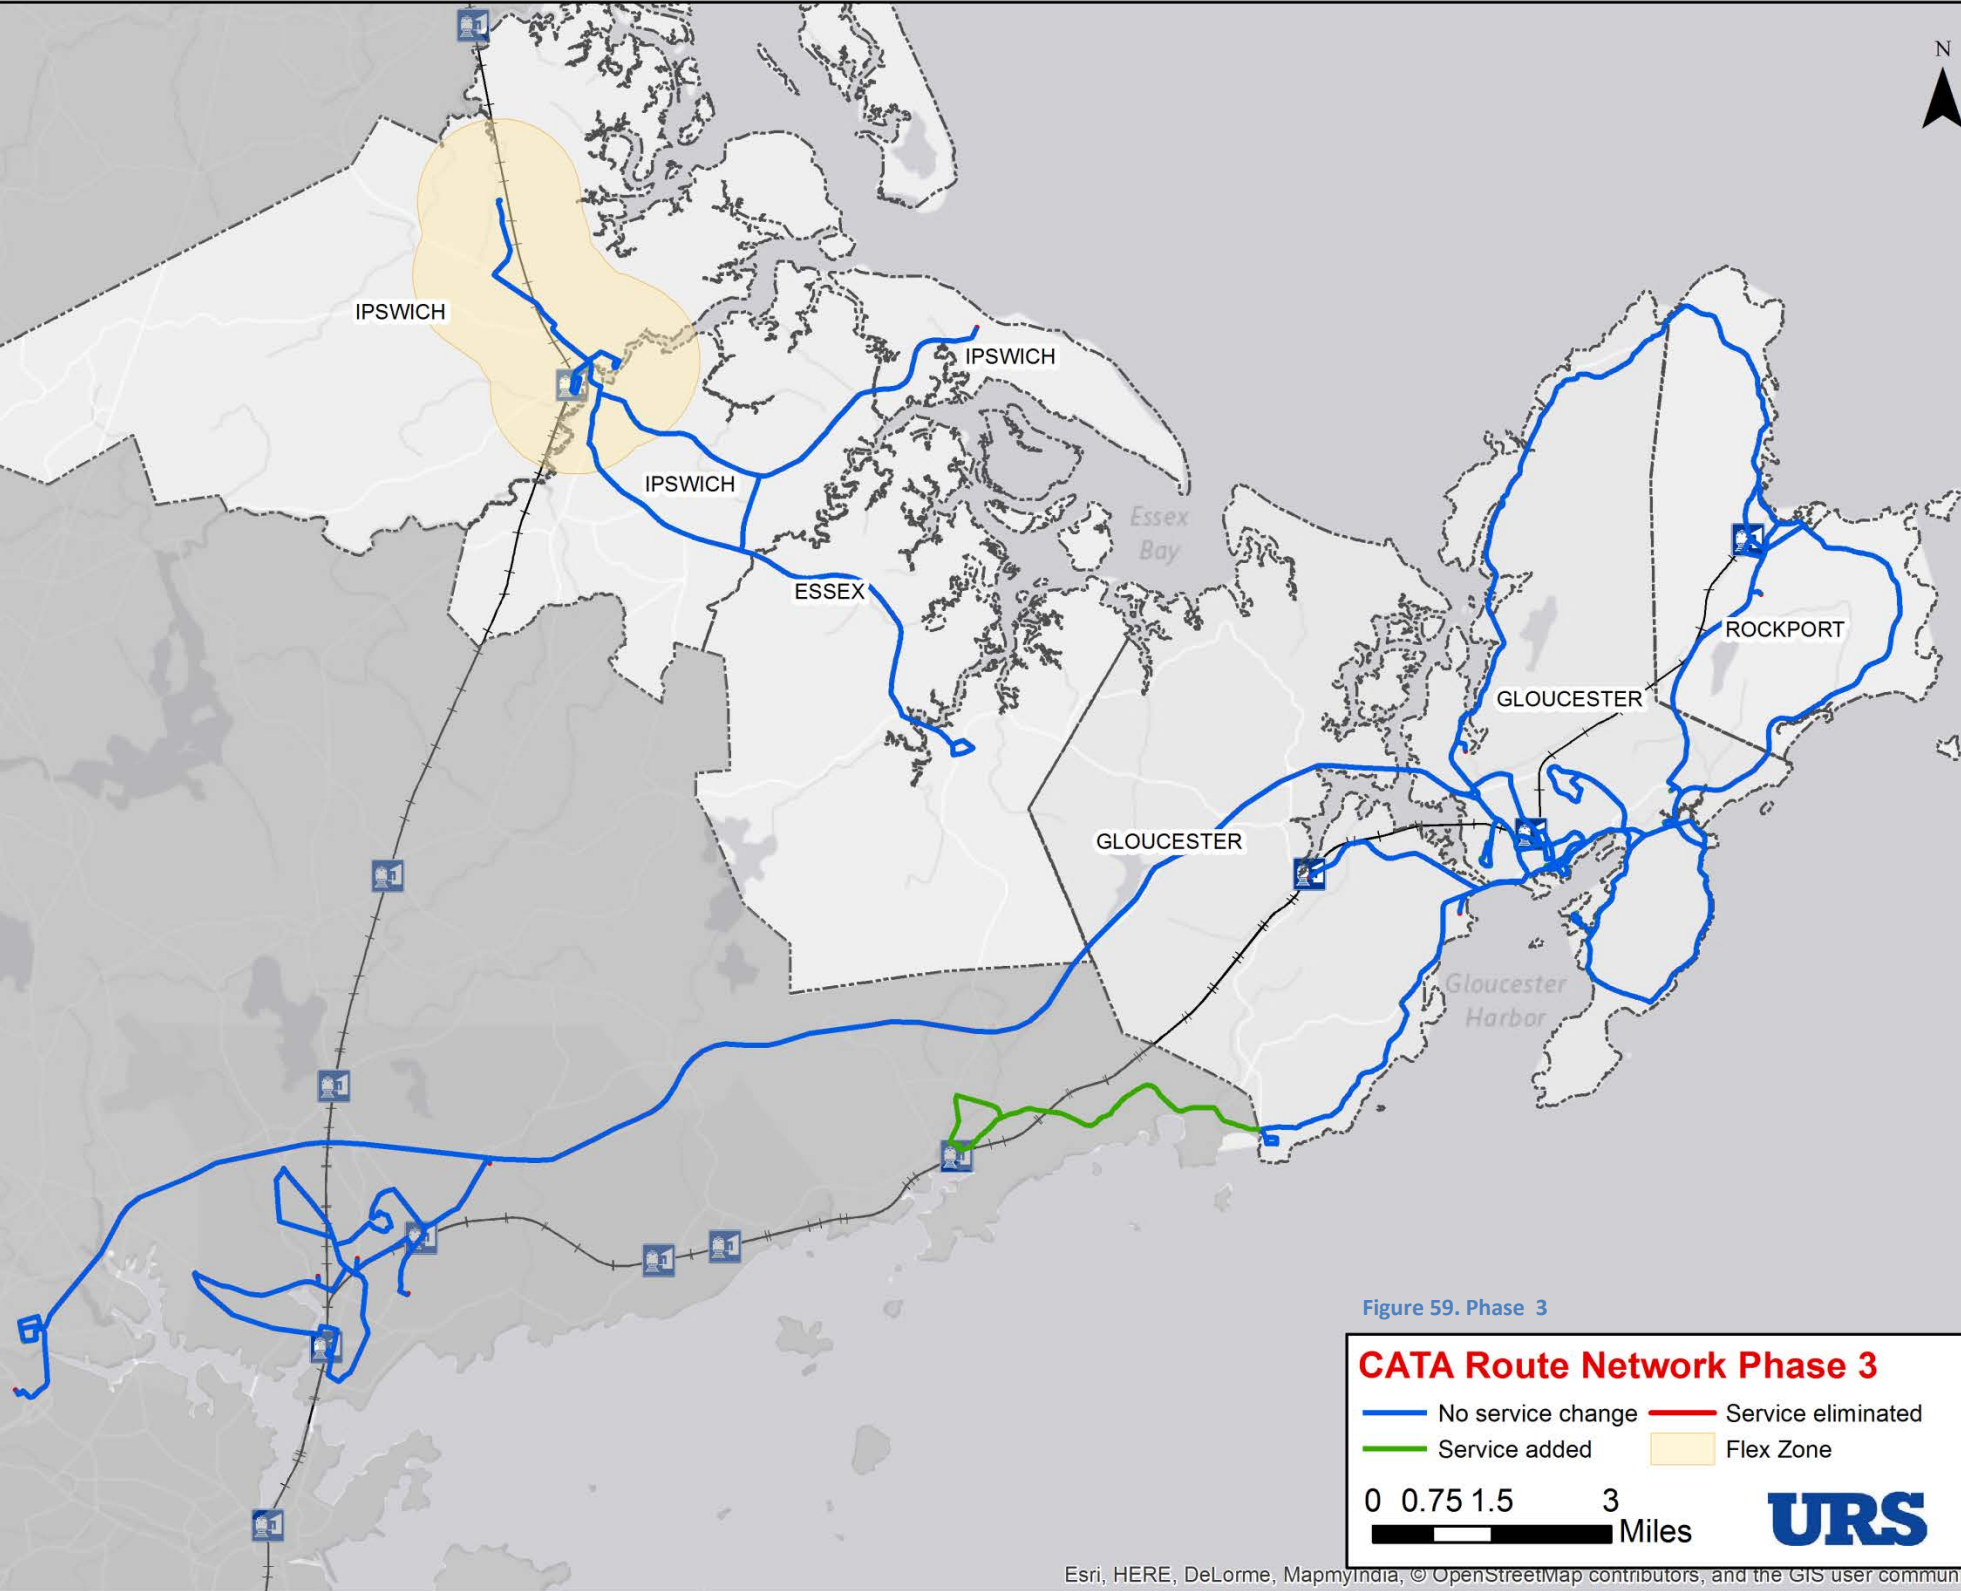 N
IPSWICH
IPSWICH
IPSWICH
Essex
Bay
ESSEX
ROCKPORT
GLOUCESTER
GLOUCESTER
Gloucester
Harbor
Figure 59. Phase 3
CATA Route Network Phase 3
No service change
Service eliminated
Service added
Flex Zone
0 0.75 1.5 3
Miles
URS
Esri, HERE, DeLorme, MapmyIndia, © OpenStreetMap contributors, and the GIS user commun